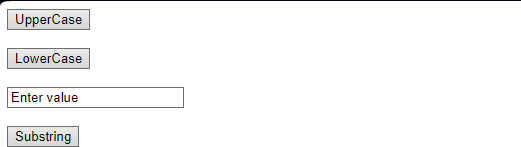 UpperCase
LowerCase
Enter value
Substring